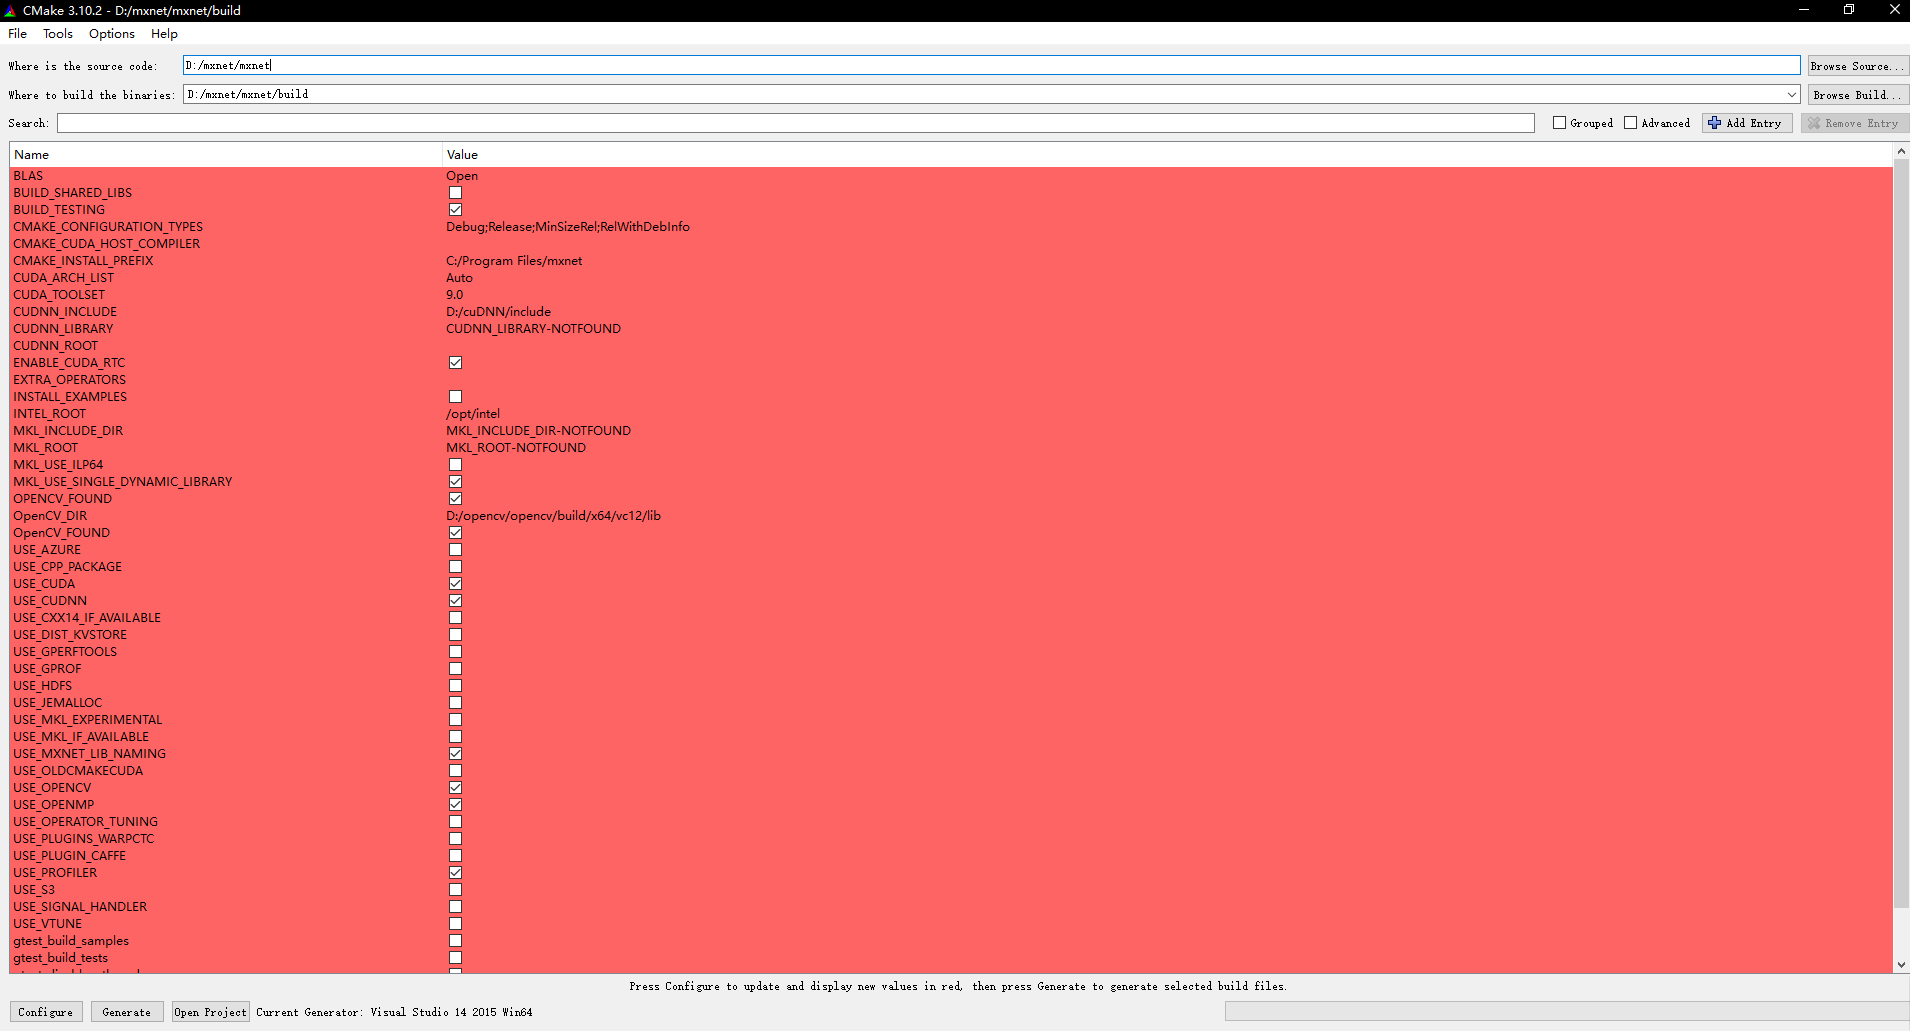 CMake 3.10.2 - D:/mxnet/mxnet/build
File Tools Options Help
Where is the source code: D:/mxnet/mxnet Browse Source...
Where to build the binaries: D:/mxnet/mxnet/build Browse Build...
Search: Grouped Advanced Add Entry Remove Entry
Name Value
BLAS Open
BUILD_SHARED_LIBS
BUILD_TESTING
CMAKE_CONFIGURATION_TYPES Debug;Release;MinSizeRel;RelWithDebInfo
CMAKE_CUDA_HOST_COMPILER
CMAKE_INSTALL_PREFIX C:/Program Files/mxnet
CUDA_ARCH_LIST Auto
CUDA_TOOLSET 9.0
CUDNN_INCLUDE D:/cuDNN/include
CUDNN_LIBRARY CUDNN_LIBRARY-NOTFOUND
CUDNN_ROOT
ENABLE_CUDA_RTC
EXTRA_OPERATORS
INSTALL_EXAMPLES
INTEL_ROOT /opt/intel
MKL_INCLUDE_DIR MKL_INCLUDE_DIR-NOTFOUND
MKL_ROOT MKL_ROOT-NOTFOUND
MKL_USE_ILP64
MKL_USE_SINGLE_DYNAMIC_LIBRARY
OPENCV_FOUND
OpenCV_DIR D:/opencv/opencv/build/x64/vc12/lib
OpenCV_FOUND
USE_AZURE
USE_CPP_PACKAGE
USE_CUDA
USE_CUDNN
USE_CXX14_IF_AVAILABLE
USE_DIST_KVSTORE
USE_GPERFTOOLS
USE_GPROF
USE_HDFS
USE_JEMALLOC
USE_MKL_EXPERIMENTAL
USE_MKL_IF_AVAILABLE
USE_MXNET_LIB_NAMING
USE_OLDCMAKECUDA
USE_OPENCV
USE_OPENMP
USE_OPERATOR_TUNING
USE_PLUGINS_WARPCTC
USE_PLUGIN_CAFFE
USE_PROFILER
USE_S3
USE_SIGNAL_HANDLER
USE_VTUNE
gtest_build_samples
gtest_build_tests
Press Configure to update and display new values in red, then press Generate to generate selected build files.
Configure Generate Open Project Current Generator: Visual Studio 14 2015 Win64